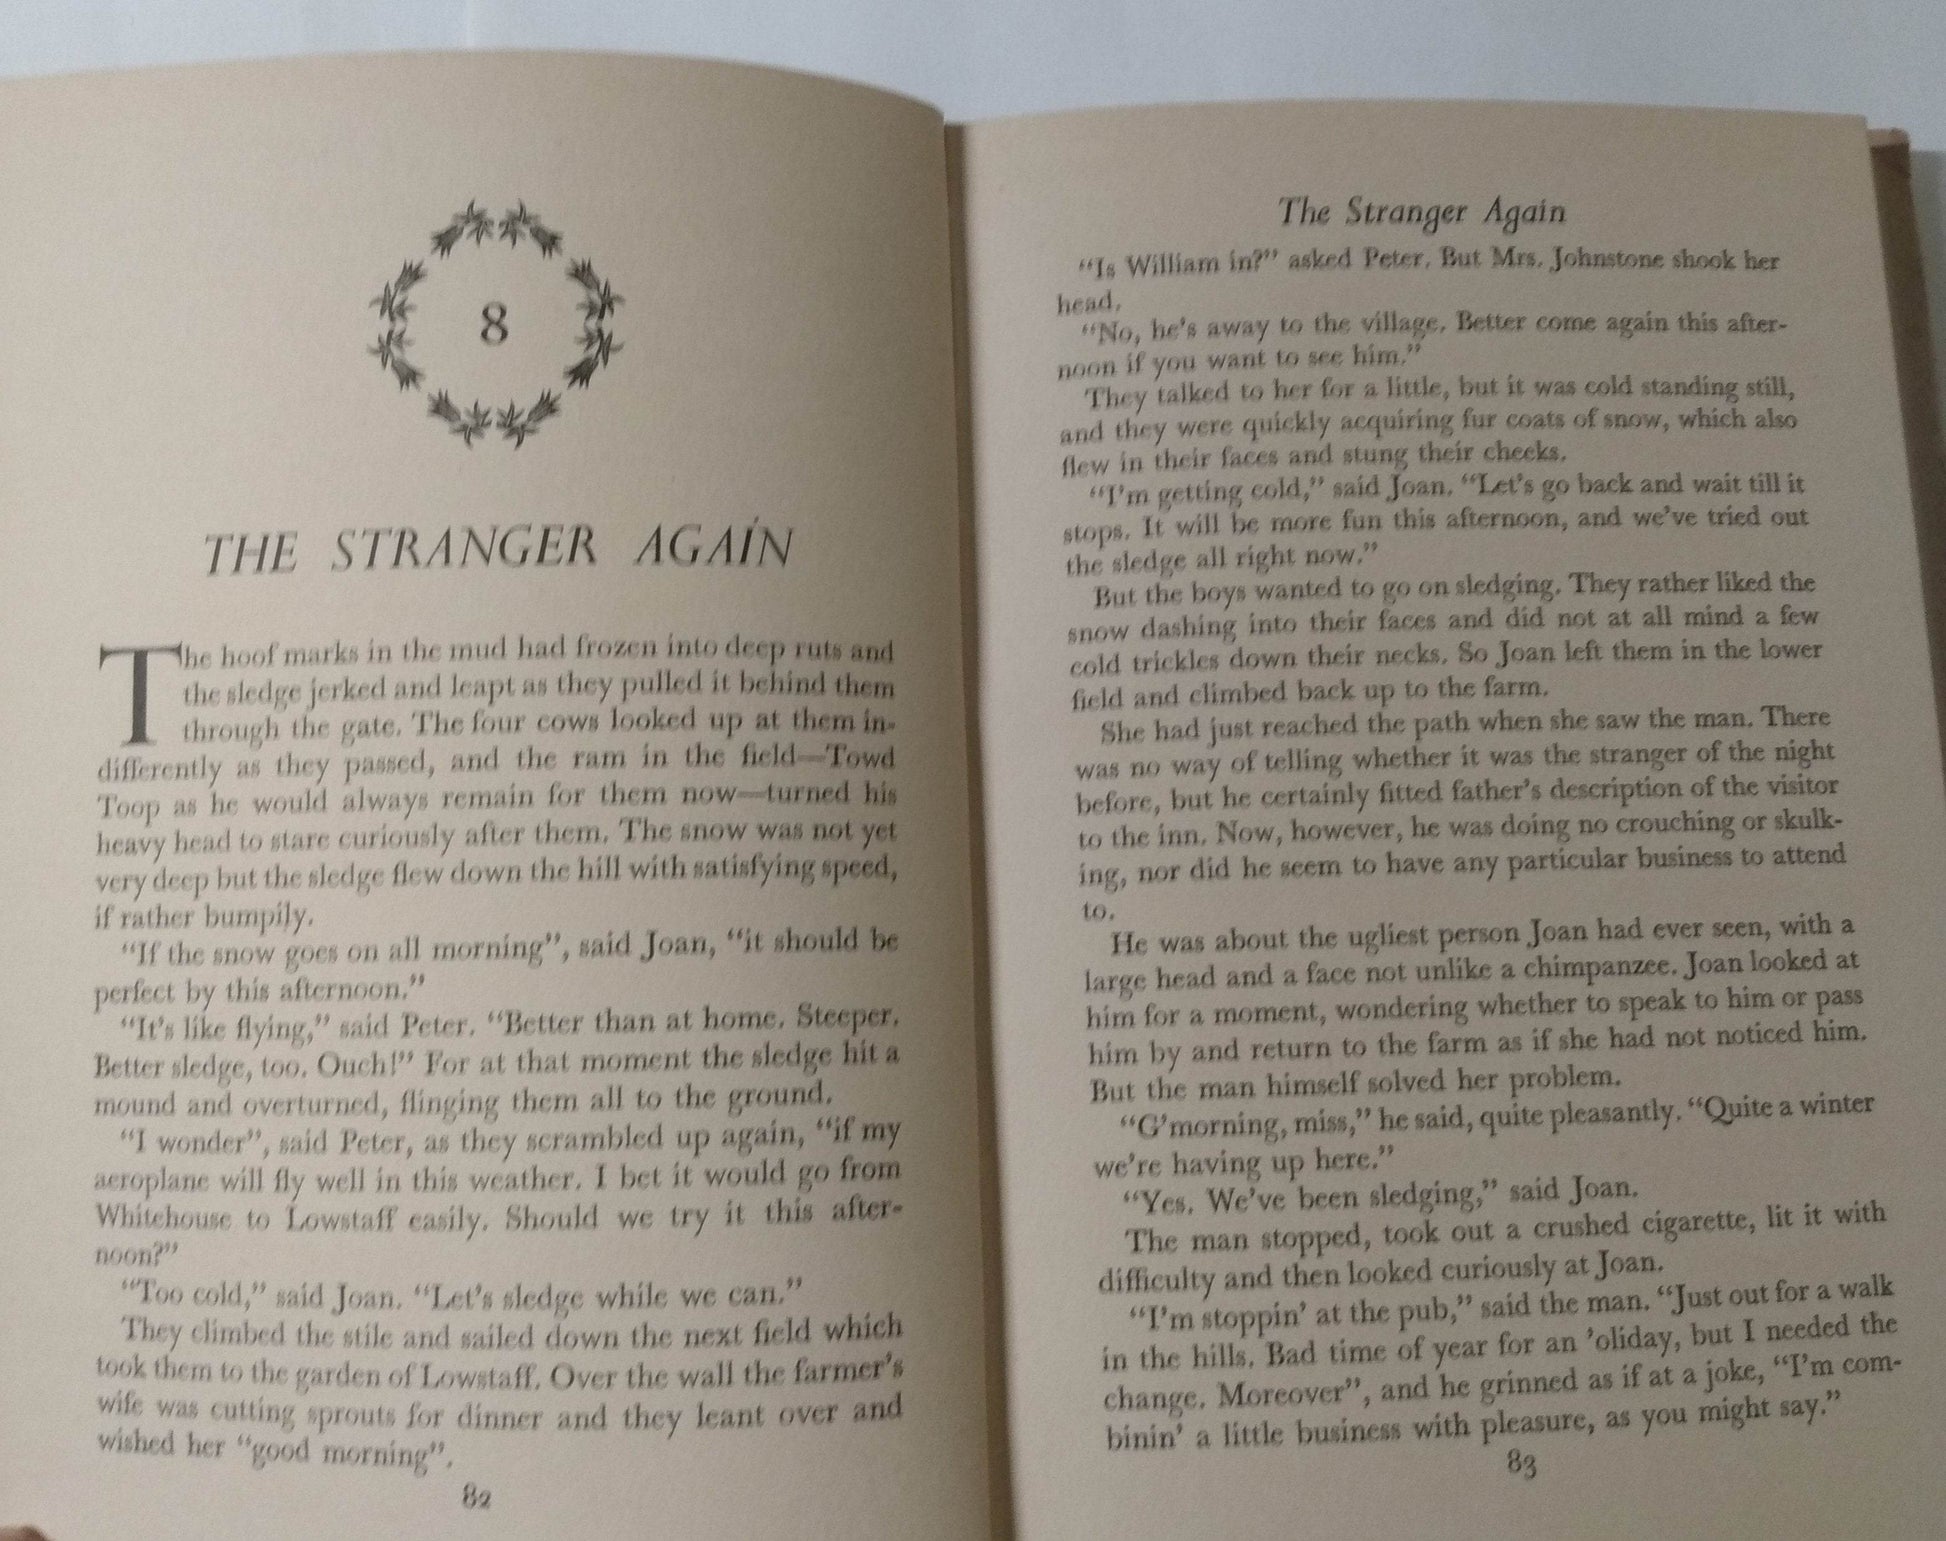 8
THE STRANGER AGAIN
The hoof marks in the mud had frozen into deep ruts and
the sledge jerked and leapt as they pulled it behind them
through the gate. The four cows looked up at them in-
differently as they passed, and the ram in the field—Towd
Toop as he would always remain for them now—turned his
heavy head to stare curiously after them. The snow was not yet
very deep but the sledge flew down the hill with satisfying speed,
if rather bumpily.
“If the snow goes on all morning”, said Joan, “it should be
perfect by this afternoon.”
“It’s like flying,” said Peter. “Better than at home. Steeper.
Better sledge, too. Ouch!” For at that moment the sledge hit a
mound and overturned, flinging them all to the ground.
“I wonder”, said Peter, as they scrambled up again, “if my
aeroplane will fly well in this weather. I bet it would go from
Whitehouse to Lowstaff easily. Should we try it this after-
noon?”
“Too cold,” said Joan. “Let’s sledge while we can.”
They climbed the stile and sailed down the next field which
took them to the garden of Lowstaff. Over the wall the farmer’s
wife was cutting sprouts for dinner and they leant over and
wished her “good morning”.
82
The Stranger Again
“Is William in?” asked Peter. But Mrs. Johnstone shook her
head.
“No, he’s away to the village. Better come again this after-
noon if you want to see him.”
They talked to her for a little, but it was cold standing still,
and they were quickly acquiring fur coats of snow, which also
flew in their faces and stung their cheeks.
“I’m getting cold,” said Joan. “Let’s go back and wait till it
stops. It will be more fun this afternoon, and we’ve tried out
the sledge all right now.”
But the boys wanted to go on sledging. They rather liked the
snow dashing into their faces and did not at all mind a few
cold trickles down their necks. So Joan left them in the lower
field and climbed back up to the farm.
She had just reached the path when she saw the man. There
was no way of telling whether it was the stranger of the night
before, but he certainly fitted father’s description of the visitor
to the inn. Now, however, he was doing no crouching or skulk-
ing, nor did he seem to have any particular business to attend
to.
He was about the ugliest person Joan had ever seen, with a
large head and a face not unlike a chimpanzee. Joan looked at
him for a moment, wondering whether to speak to him or pass
him by and return to the farm as if she had not noticed him.
But the man himself solved her problem.
“G’morning, miss,” he said, quite pleasantly. “Quite a winter
we’re having up here.”
“Yes. We’ve been sledging,” said Joan.
The man stopped, took out a crushed cigarette, lit it with
difficulty and then looked curiously at Joan.
“I’m stoppin’ at the pub,” said the man. “Just out for a walk
in the hills. Bad time of year for an ’oliday, but I needed the
change. Moreover”, and he grinned as if at a joke, “I’m com-
binin’ a little business with pleasure, as you might say.”
83